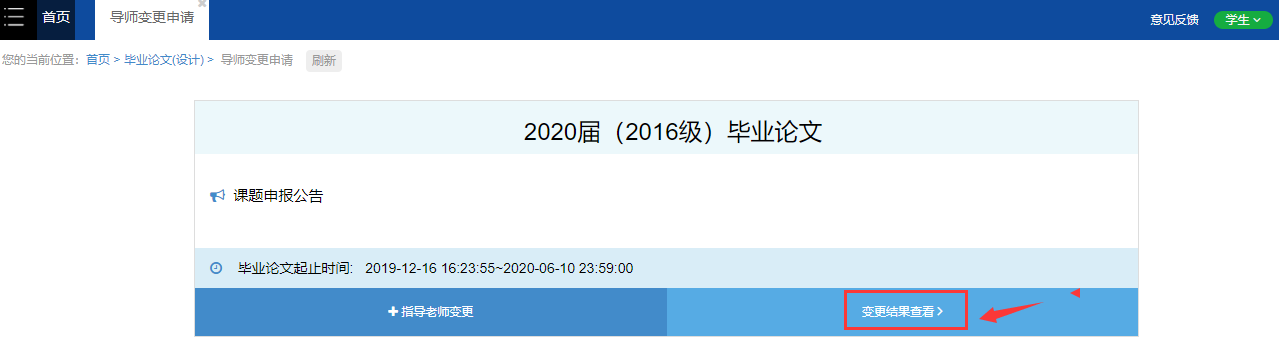 首页 导师变更申请 意见反馈 学生
您的当前位置： 首页 > 毕业论文(设计) > 导师变更申请 刷新
2020届（2016级）毕业论文
课题申报公告
毕业论文起止时间: 2019-12-16 16:23:55~2020-06-10 23:59:00
指导老师变更 变更结果查看